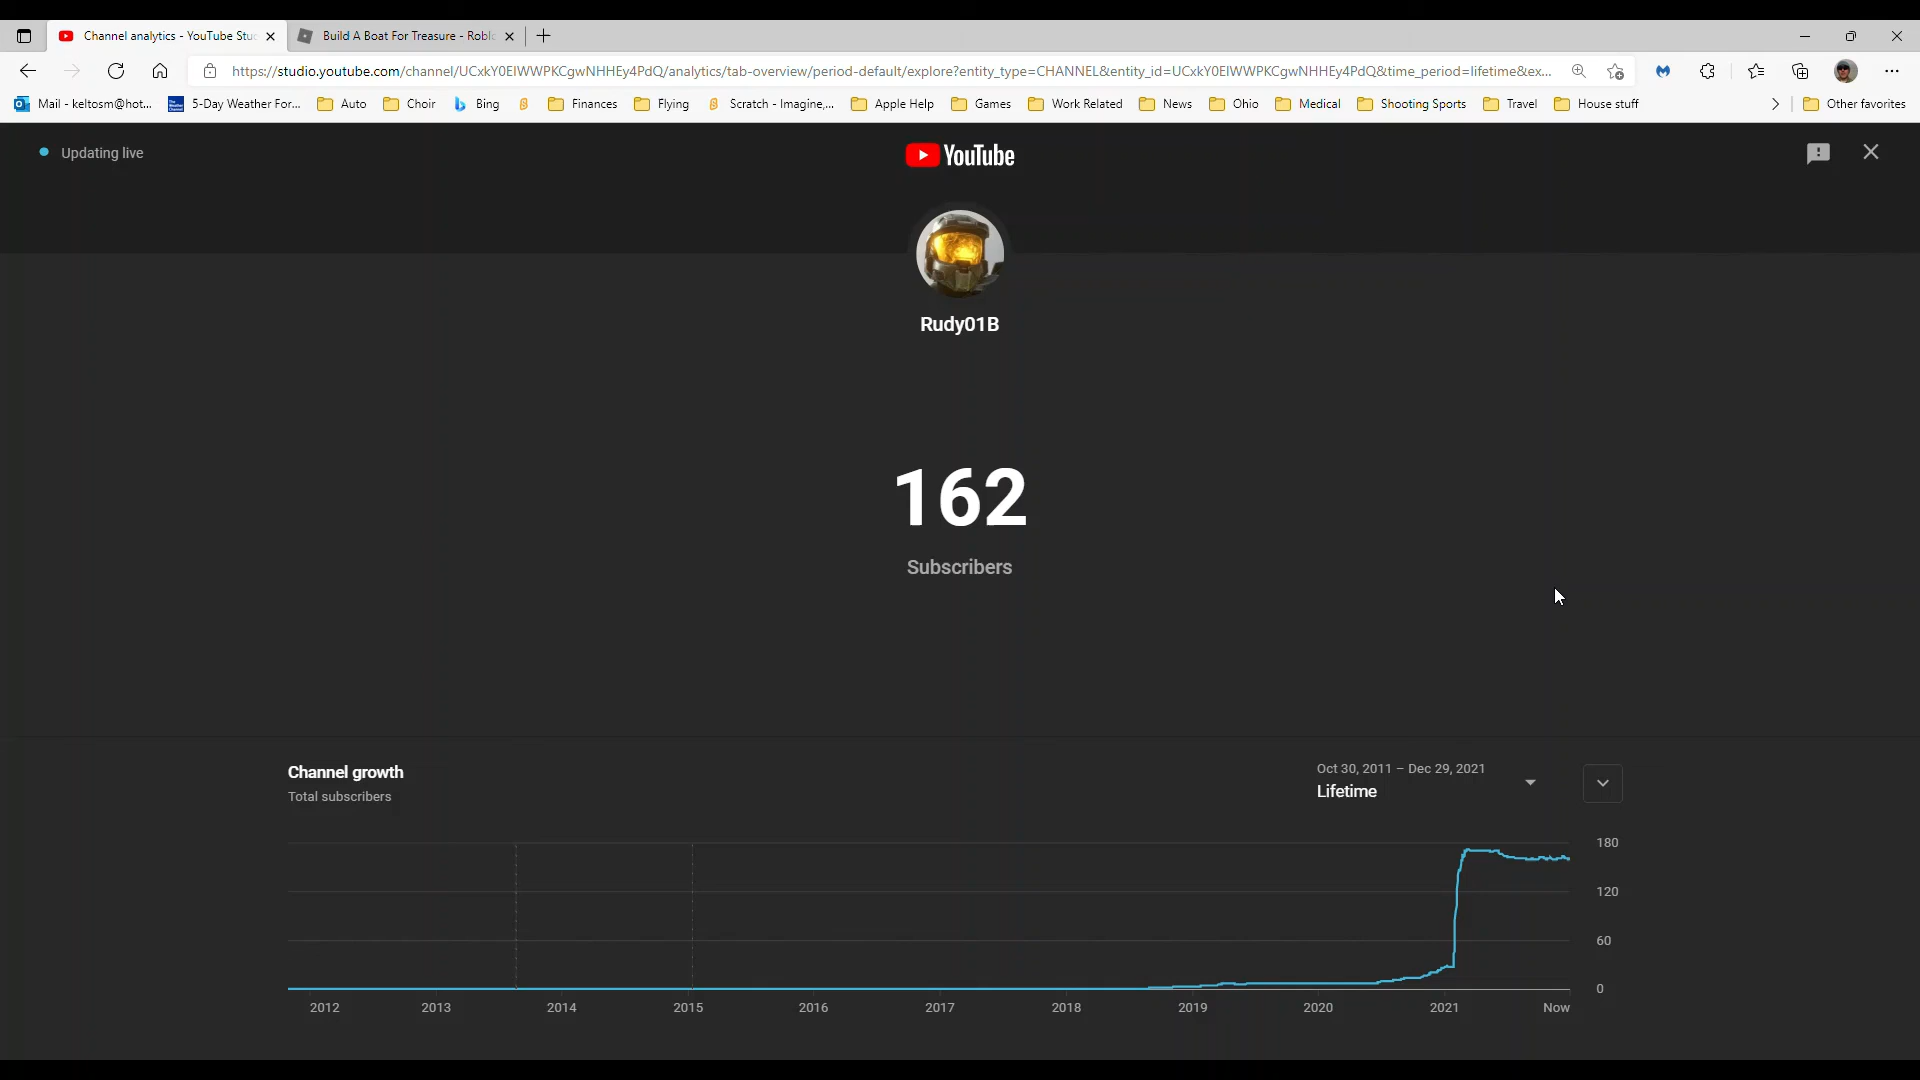 Channel analytics - YouTube Stu
Build A Boat For Treasure - Roblo
https://studio.youtube.com/channel/UCxkY0EIWWPKCgwNHHEy4PdQ/analytics/tab-overview/period-default/explore?entity_type=CHANNEL&entity_id=UCxkY0EIWWPKCgwNHHEy4PdQ&time_period=lifetime&ex...
Mail - keltosm@hot... 5-Day Weather For... Auto Choir Bing Finances Flying Scratch - Imagine,... Apple Help Games Work Related News Ohio Medical Shooting Sports Travel House stuff Other favorites
Updating live
YouTube
Rudy01B
162
Subscribers
Channel growth
Total subscribers
Oct 30, 2011 – Dec 29, 2021
Lifetime
180
120
60
0
2012 2013 2014 2015 2016 2017 2018 2019 2020 2021 Now